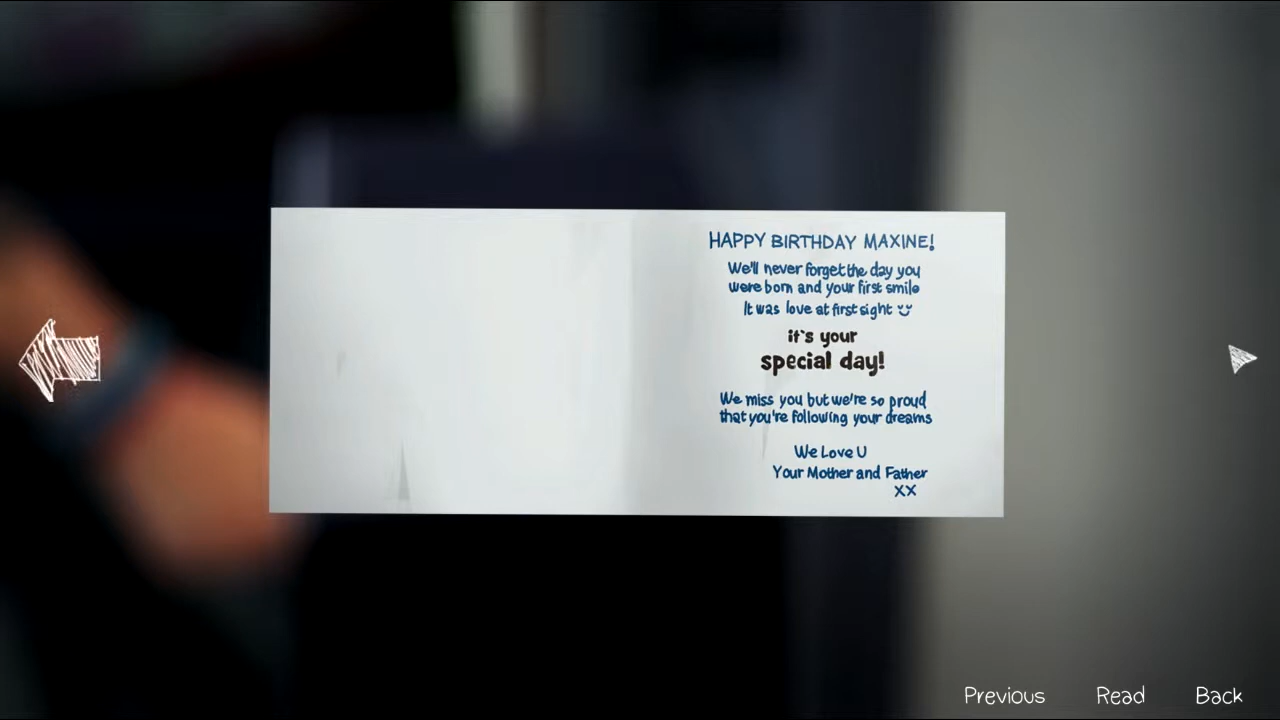 HAPPY BIRTHDAY MAXINE!
We'll never forget the day you
were born and your first smile
It was love at first sight
it's your
special day!
We miss you but we're so proud
that you're following your dreams
We Love U
Your Mother and Father
XX
Previous Read Back